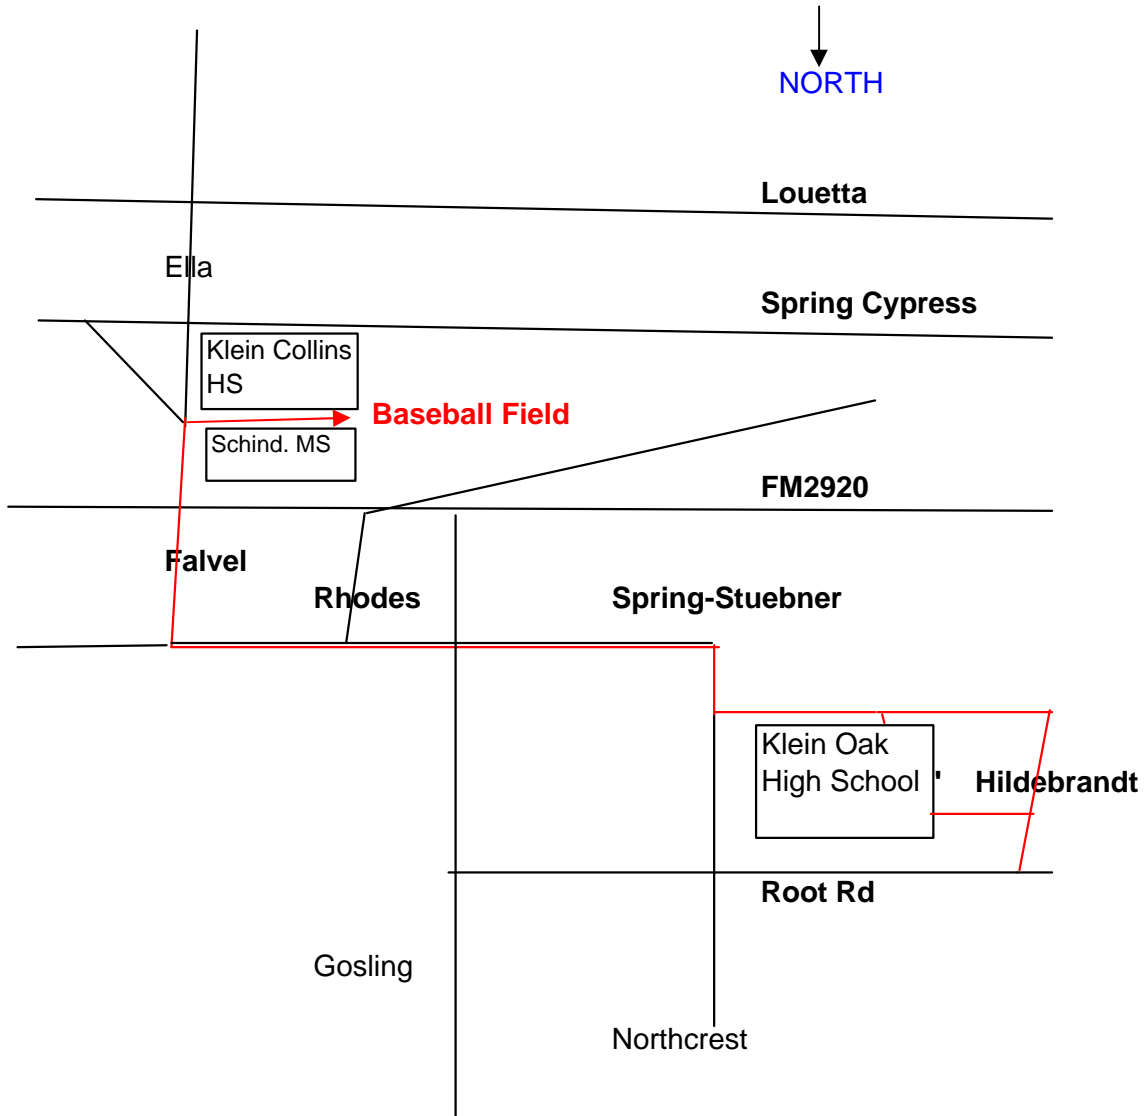 NORTH
Louetta
Ella
Spring Cypress
Klein Collins
HS
Baseball Field
Schind. MS
FM2920
Falvel
Rhodes
Spring-Stuebner
Klein Oak
High School
'
Hildebrandt
Root Rd
Gosling
Northcrest